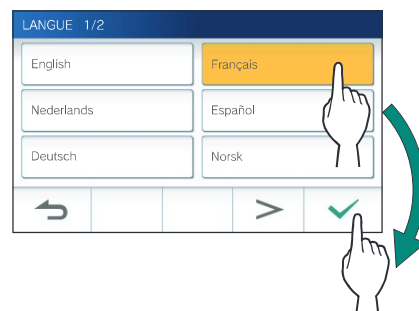 LANGUE 1/2
English
Français
Nederlands
Español
Deutsch
Norsk